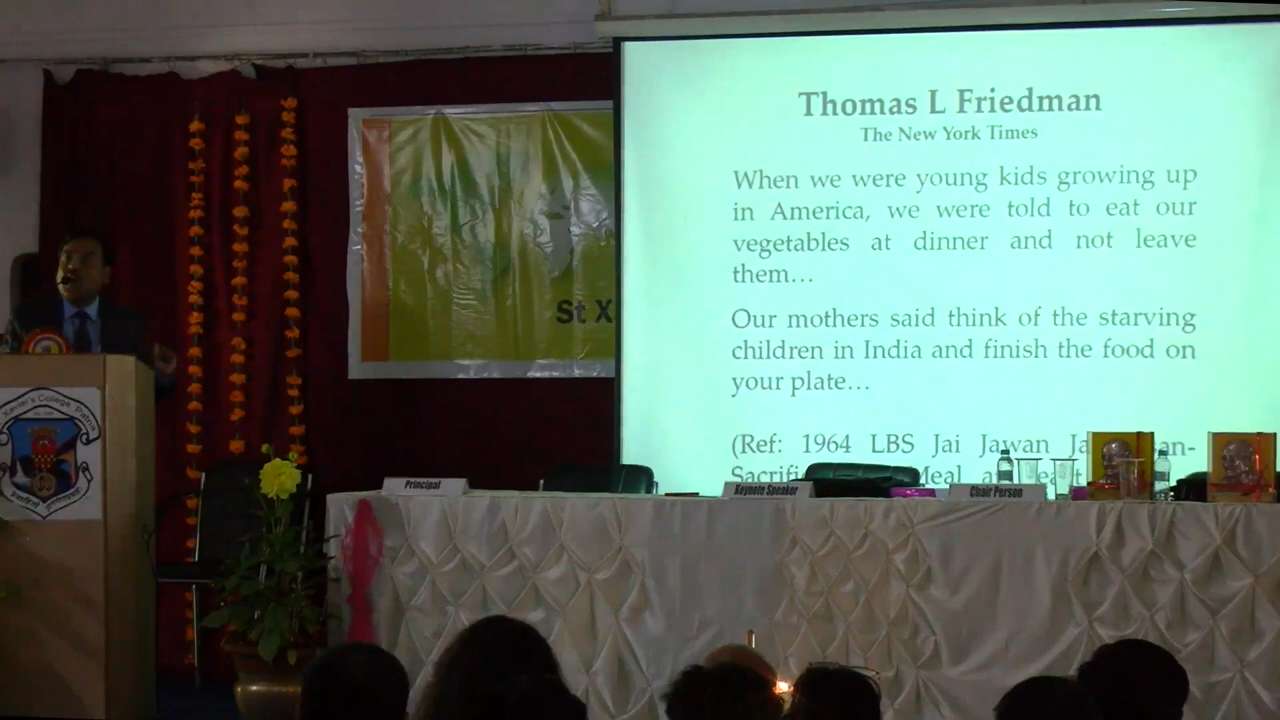 Thomas L Friedman
The New York Times
When we were young kids growing up
in America, we were told to eat our
vegetables at dinner and not leave
them…
Our mothers said think of the starving
children in India and finish the food on
your plate…
(Ref: 1964 LBS Jai Jawan
Meal
St X
Xavier's College, Patna
Principal
Keynote Speaker
Chair Person